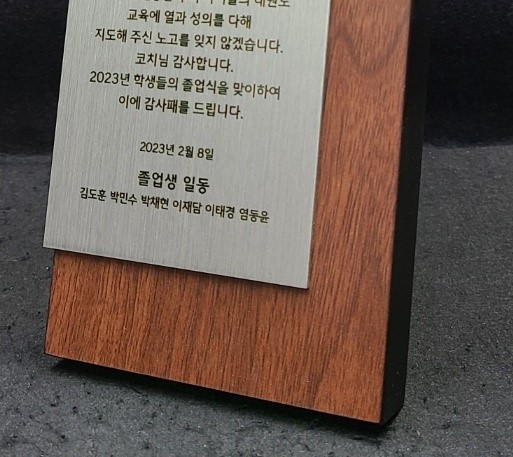 교육에 열과 성의를 다해
지도해 주신 노고를 잊지 않겠습니다.
코치님 감사합니다.
2023년 학생들의 졸업식을 맞이하여
이에 감사패를 드립니다.
2023년 2월 8일
졸업생 일동
김도훈 박민수 박채현 이재담 이태경 염동윤